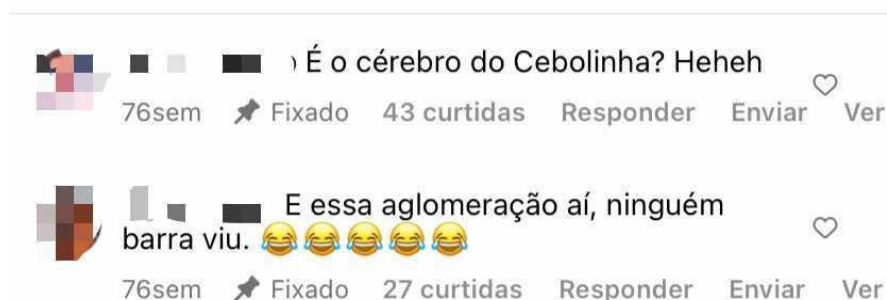 É o cérebro do Cebolinha? Heheh
76sem Fixado 43 curtidas Responder Enviar Ver
E essa aglomeração aí, ninguém
barra viu. 😂😂😂😂😂
76sem Fixado 27 curtidas Responder Enviar Ver